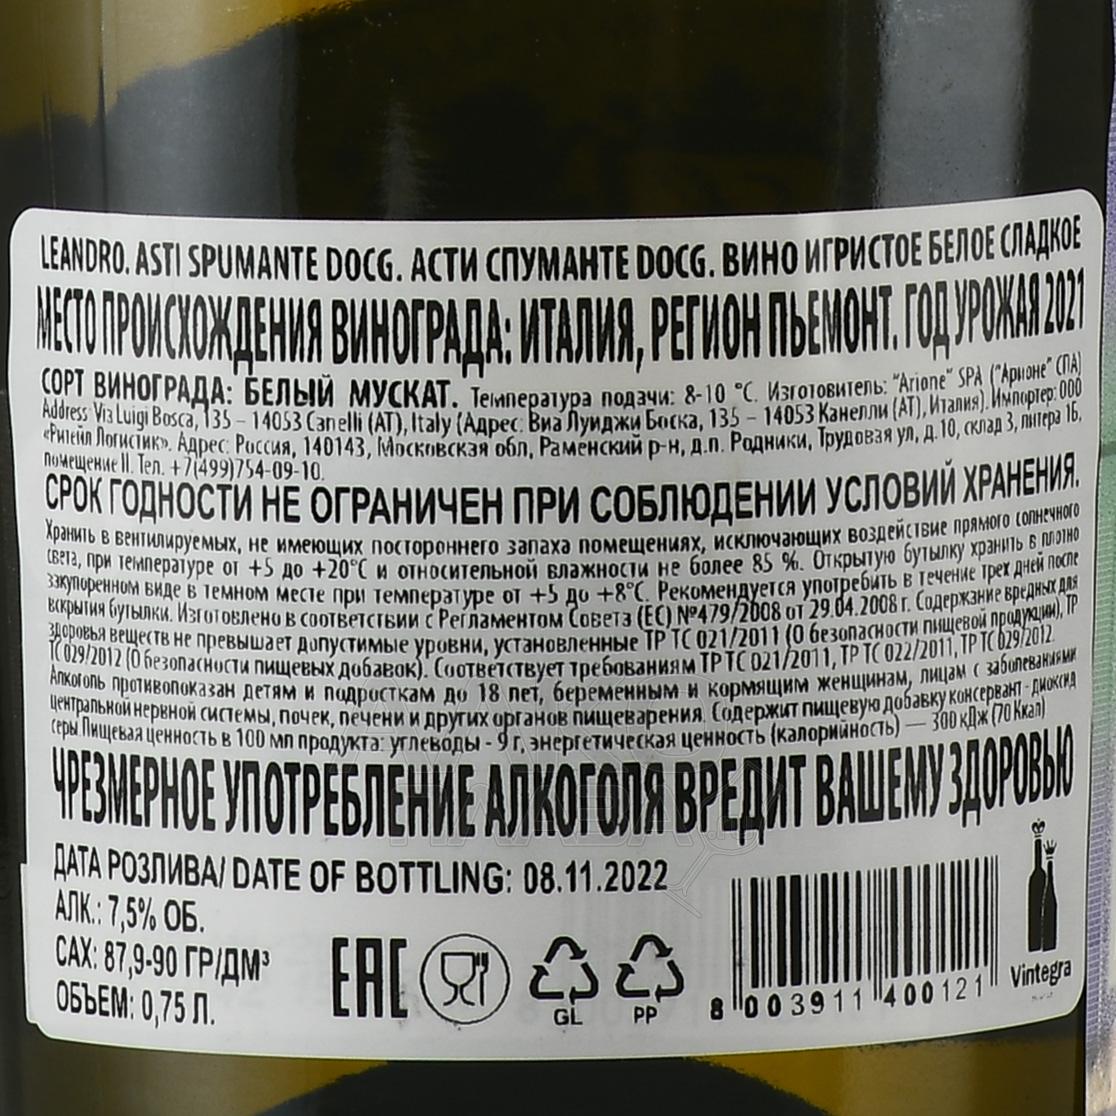 LEANDRO. ASTI SPUMANTE DOCG. АСТИ СПУМАНТЕ DOCG. ВИНО ИГРИСТОЕ БЕЛОЕ СЛАДКОЕ
МЕСТО ПРОИСХОЖДЕНИЯ ВИНОГРАДА: ИТАЛИЯ, РЕГИОН ПЬЕМОНТ. ГОД УРОЖАЯ 2021
СОРТ ВИНОГРАДА: БЕЛЫЙ МУСКАТ. Температура подачи: 8-10 °С. Изготовитель: "Arione" SPA ("Арионе" СПА)
Address: Via Luigi Bosca, 135 – 14053 Canelli (AT), Italy (Адрес: Виа Луиджи Боска, 135 – 14053 Канелли (АТ), Италия). Импортер: ООО
«Ритейл Логистик». Адрес: Россия, 140143, Московская обл, Раменский р-н, д.п. Родники, Трудовая ул, д.10, склад 3, литера 1Б,
помещение II. Тел. +7(499)754-09-10.
СРОК ГОДНОСТИ НЕ ОГРАНИЧЕН ПРИ СОБЛЮДЕНИИ УСЛОВИЙ ХРАНЕНИЯ.
Хранить в вентилируемых, не имеющих постороннего запаха помещениях, исключающих воздействие прямого солнечного
света, при температуре от +5 до +20°С и относительной влажности не более 85 %. Открытую бутылку хранить в плотно
закупоренном виде в темном месте при температуре от +5 до +8°С. Рекомендуется употребить в течение трех дней после
вскрытия бутылки. Изготовлено в соответствии с Регламентом Совета (ЕС) №479/2008 от 29.04.2008 г. Содержание вредных для
здоровья веществ не превышает допустимые уровни, установленные ТР ТС 021/2011 (О безопасности пищевой продукции), ТР
ТС 029/2012 (О безопасности пищевых добавок). Соответствует требованиям ТР ТС 021/2011, ТР ТС 022/2011, ТР ТС 029/2012.
Алкоголь противопоказан детям и подросткам до 18 лет, беременным и кормящим женщинам, лицам с заболеваниями
центральной нервной системы, почек, печени и других органов пищеварения. Содержит пищевую добавку консервант - диоксид
серы Пищевая ценность в 100 мл продукта: углеводы - 9 г, энергетическая ценность (калорийность) — 300 кДж (70 Ккал)
ЧРЕЗМЕРНОЕ УПОТРЕБЛЕНИЕ АЛКОГОЛЯ ВРЕДИТ ВАШЕМУ ЗДОРОВЬЮ
ДАТА РОЗЛИВА/ DATE OF BOTTLING: 08.11.2022
АЛК.: 7,5% ОБ.
САХ: 87,9-90 ГР/ДМ³
ОБЪЕМ: 0,75 Л.
EAC
GL
PP
8 003911 400121
Vintegra